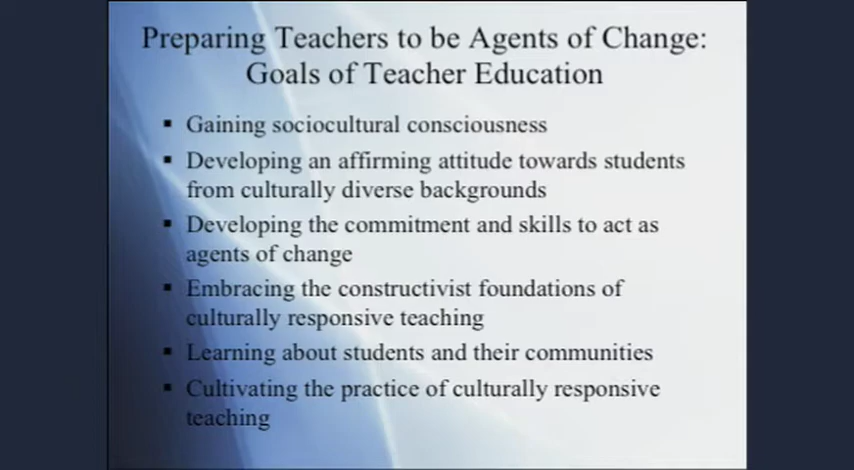 Preparing Teachers to be Agents of Change:
Goals of Teacher Education
▪ Gaining sociocultural consciousness
▪ Developing an affirming attitude towards students
from culturally diverse backgrounds
▪ Developing the commitment and skills to act as
agents of change
▪ Embracing the constructivist foundations of
culturally responsive teaching
▪ Learning about students and their communities
▪ Cultivating the practice of culturally responsive
teaching